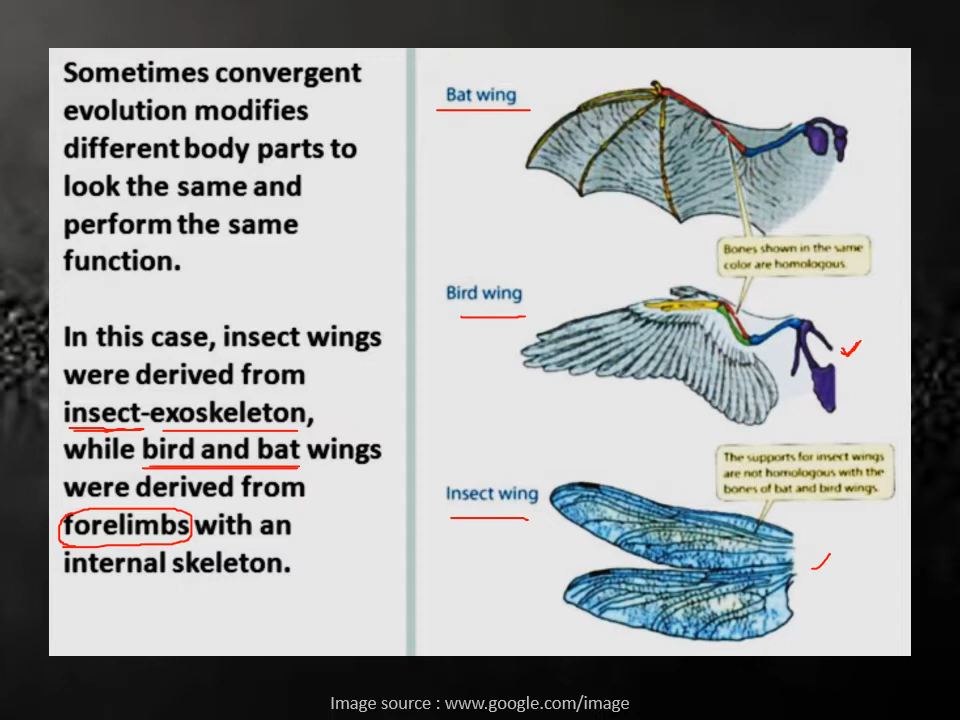 Sometimes convergent
evolution modifies
different body parts to
look the same and
perform the same
function.
In this case, insect wings
were derived from
insect-exoskeleton,
while bird and bat wings
were derived from
forelimbs with an
internal skeleton.
Bat wing
Bones shown in the same
color are homologous.
Bird wing
The supports for insect wings
are not homologous with the
bones of bat and bird wings.
Insect wing
Image source : www.google.com/image